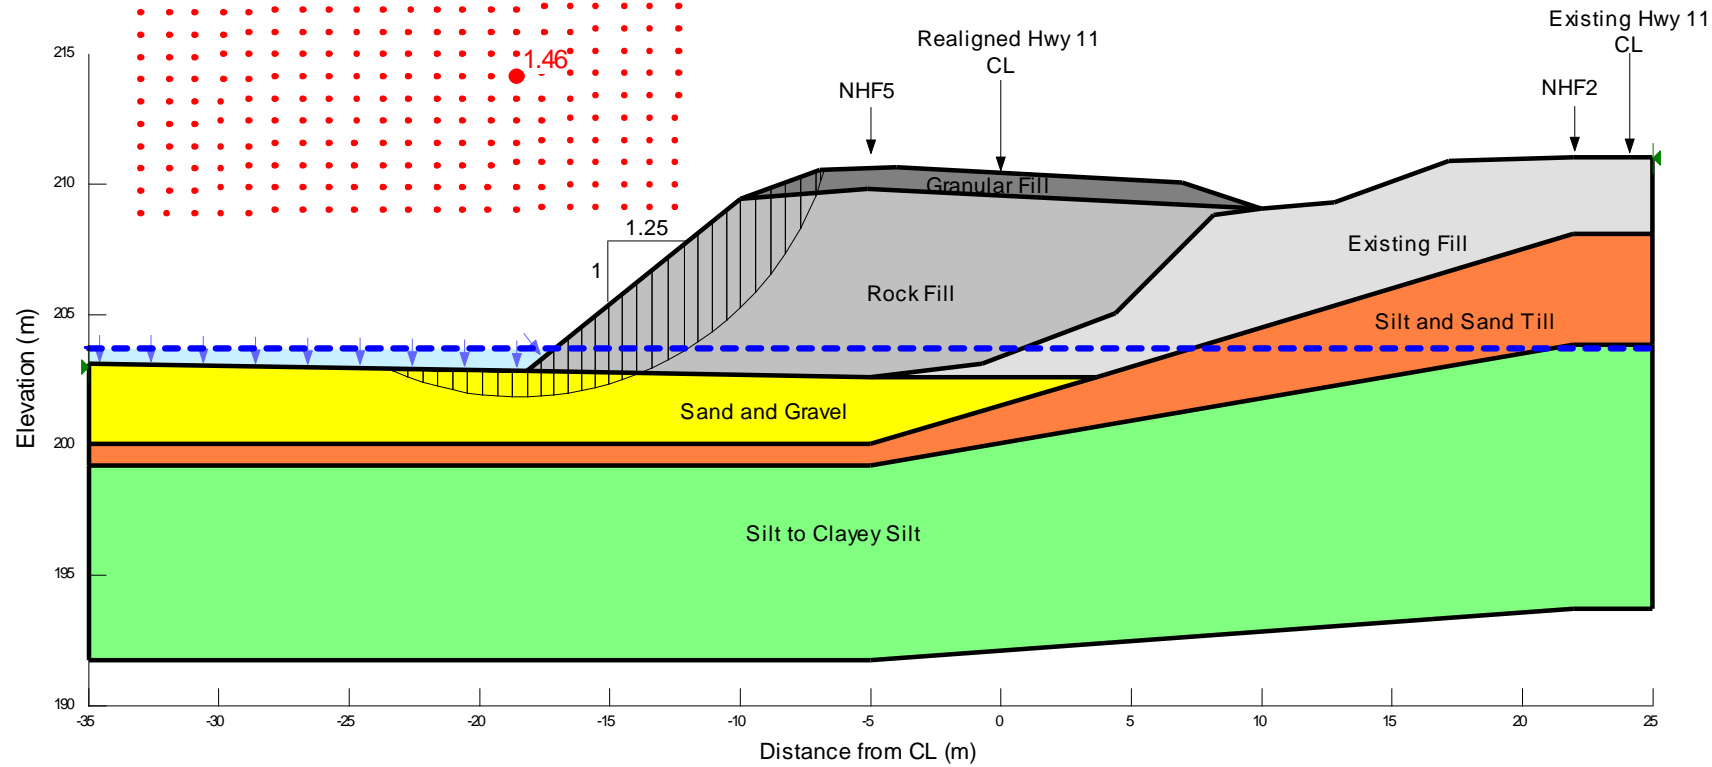 Existing Hwy 11
CL
Realigned Hwy 11
CL
215
1.46
NHF5
NHF2
210
Granular Fill
1.25
1
Existing Fill
Rock Fill
205
Silt and Sand Till
Elevation (m)
Sand and Gravel
200
Silt to Clayey Silt
195
190
-35 -30 -25 -20 -15 -10 -5 0 5 10 15 20 25
Distance from CL (m)